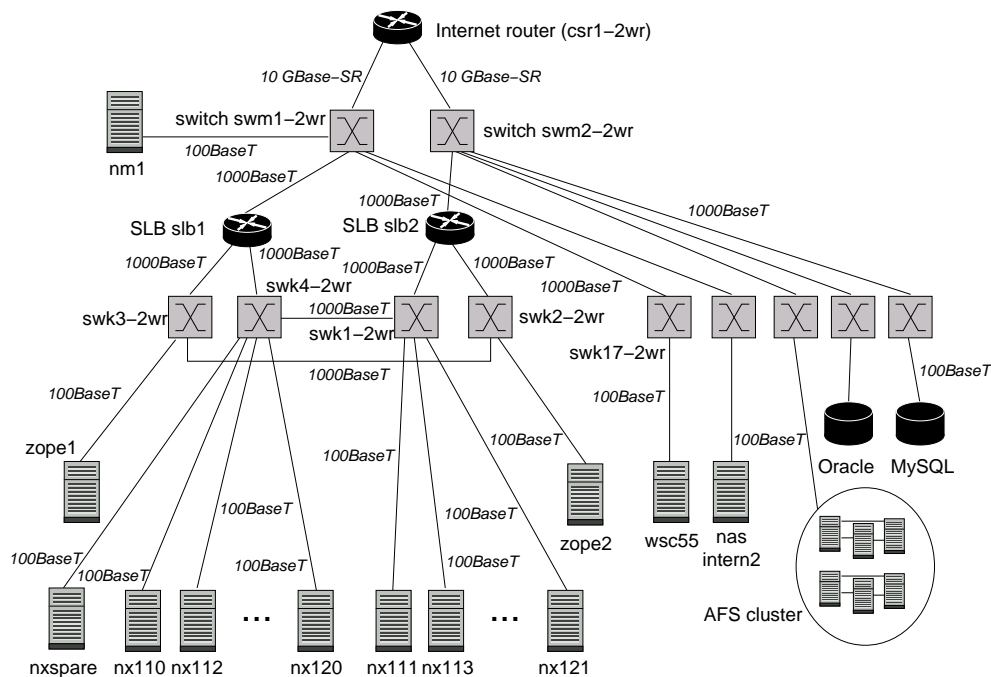 Internet router (csr1−2wr)
10 GBase−SR
10 GBase−SR
switch swm1−2wr
switch swm2−2wr
100BaseT
nm1
1000BaseT
1000BaseT
1000BaseT
SLB slb1
SLB slb2
1000BaseT
1000BaseT
1000BaseT
1000BaseT
1000BaseT
swk4−2wr
swk3−2wr
1000BaseT
swk1−2wr
swk2−2wr
swk17−2wr
1000BaseT
100BaseT
100BaseT
100BaseT
zope1
100BaseT
100BaseT
100BaseT
Oracle
MySQL
100BaseT
100BaseT
zope2
wsc55
nas
intern2
100BaseT
100BaseT
100BaseT
AFS cluster
...
...
nxspare
nx110
nx112
nx120
nx111
nx113
nx121